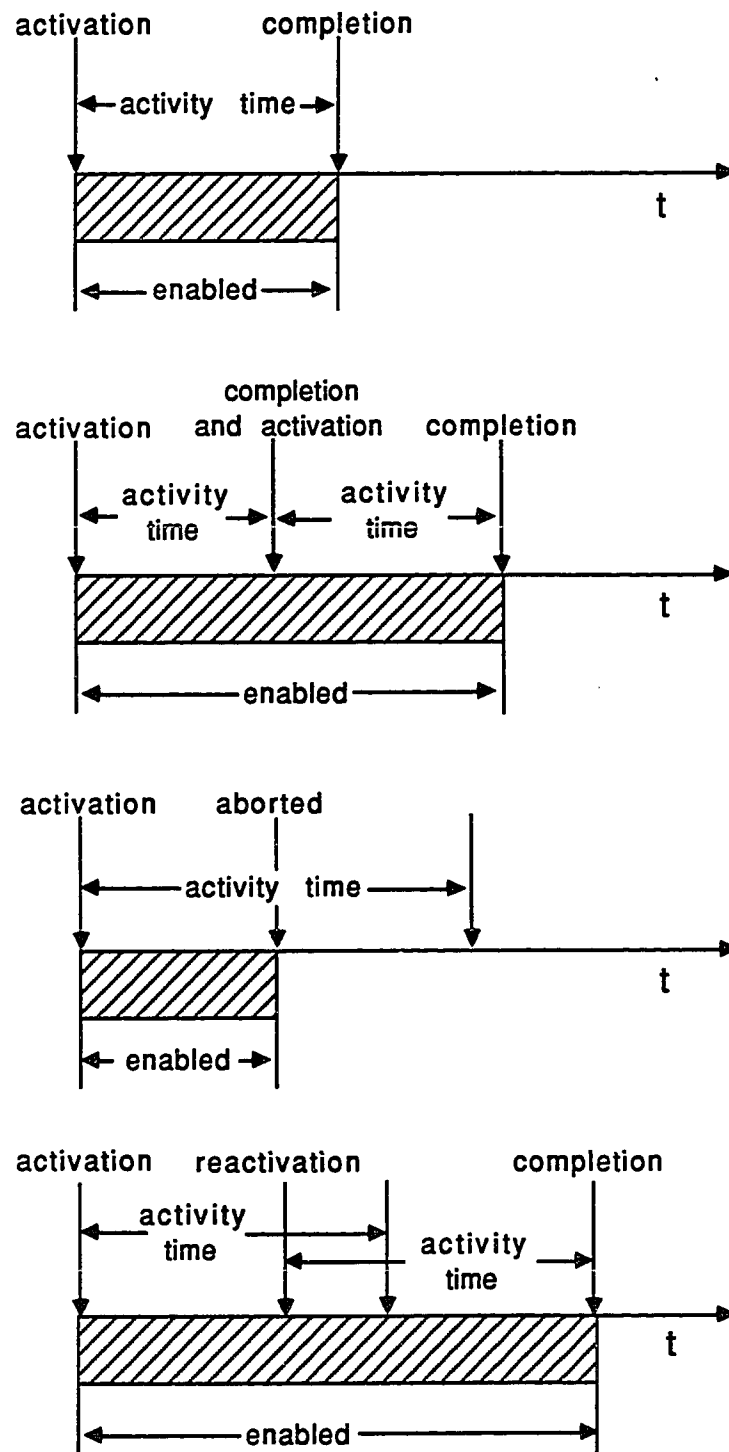 activation completion
activity time
t
enabled
completion
activation and activation completion
activity activity
time time
t
enabled
activation aborted
activity time
t
enabled
activation reactivation completion
activity
time
activity
time
t
enabled